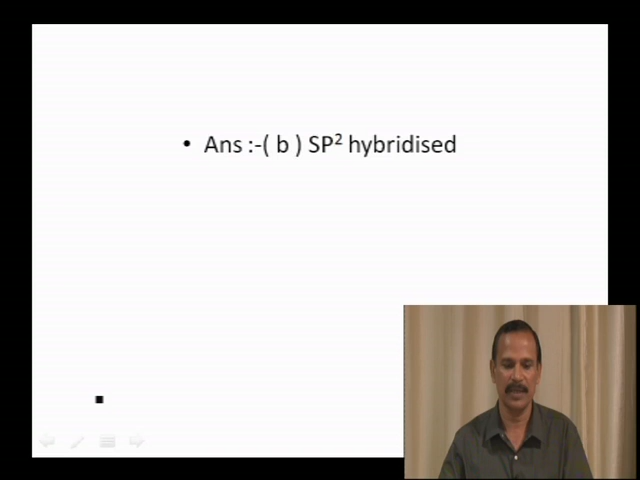 • Ans :-( b ) SP² hybridised